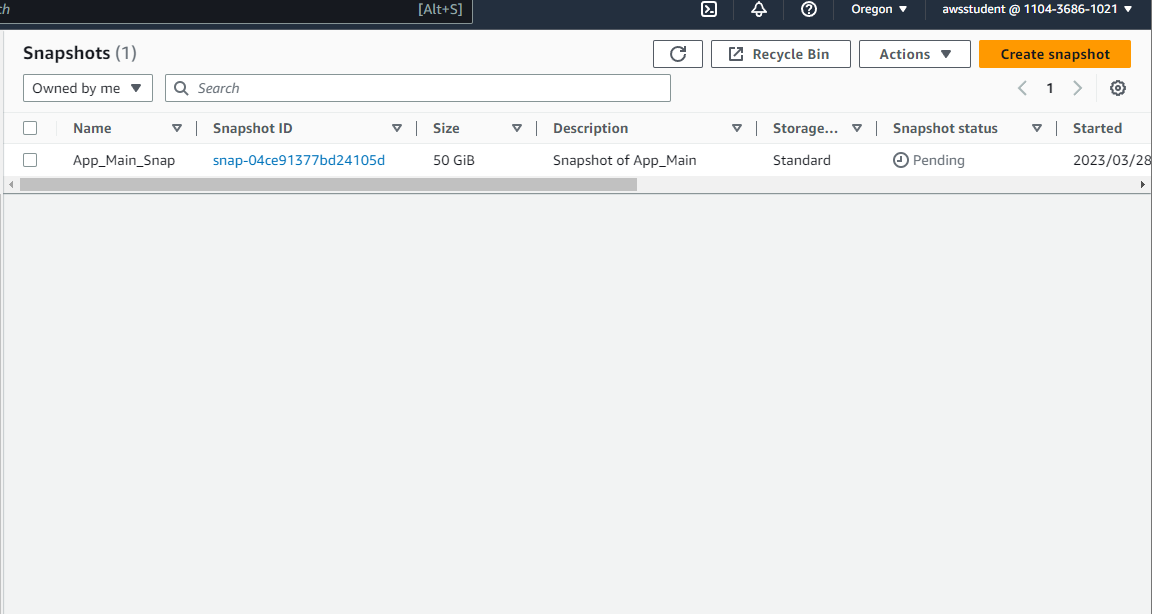 ch [Alt+S] Oregon awsstudent @ 1104-3686-1021
Snapshots (1) Recycle Bin Actions Create snapshot
Owned by me Search 1
Name Snapshot ID Size Description Storage... Snapshot status Started
App_Main_Snap snap-04ce91377bd24105d 50 GiB Snapshot of App_Main Standard Pending 2023/03/28